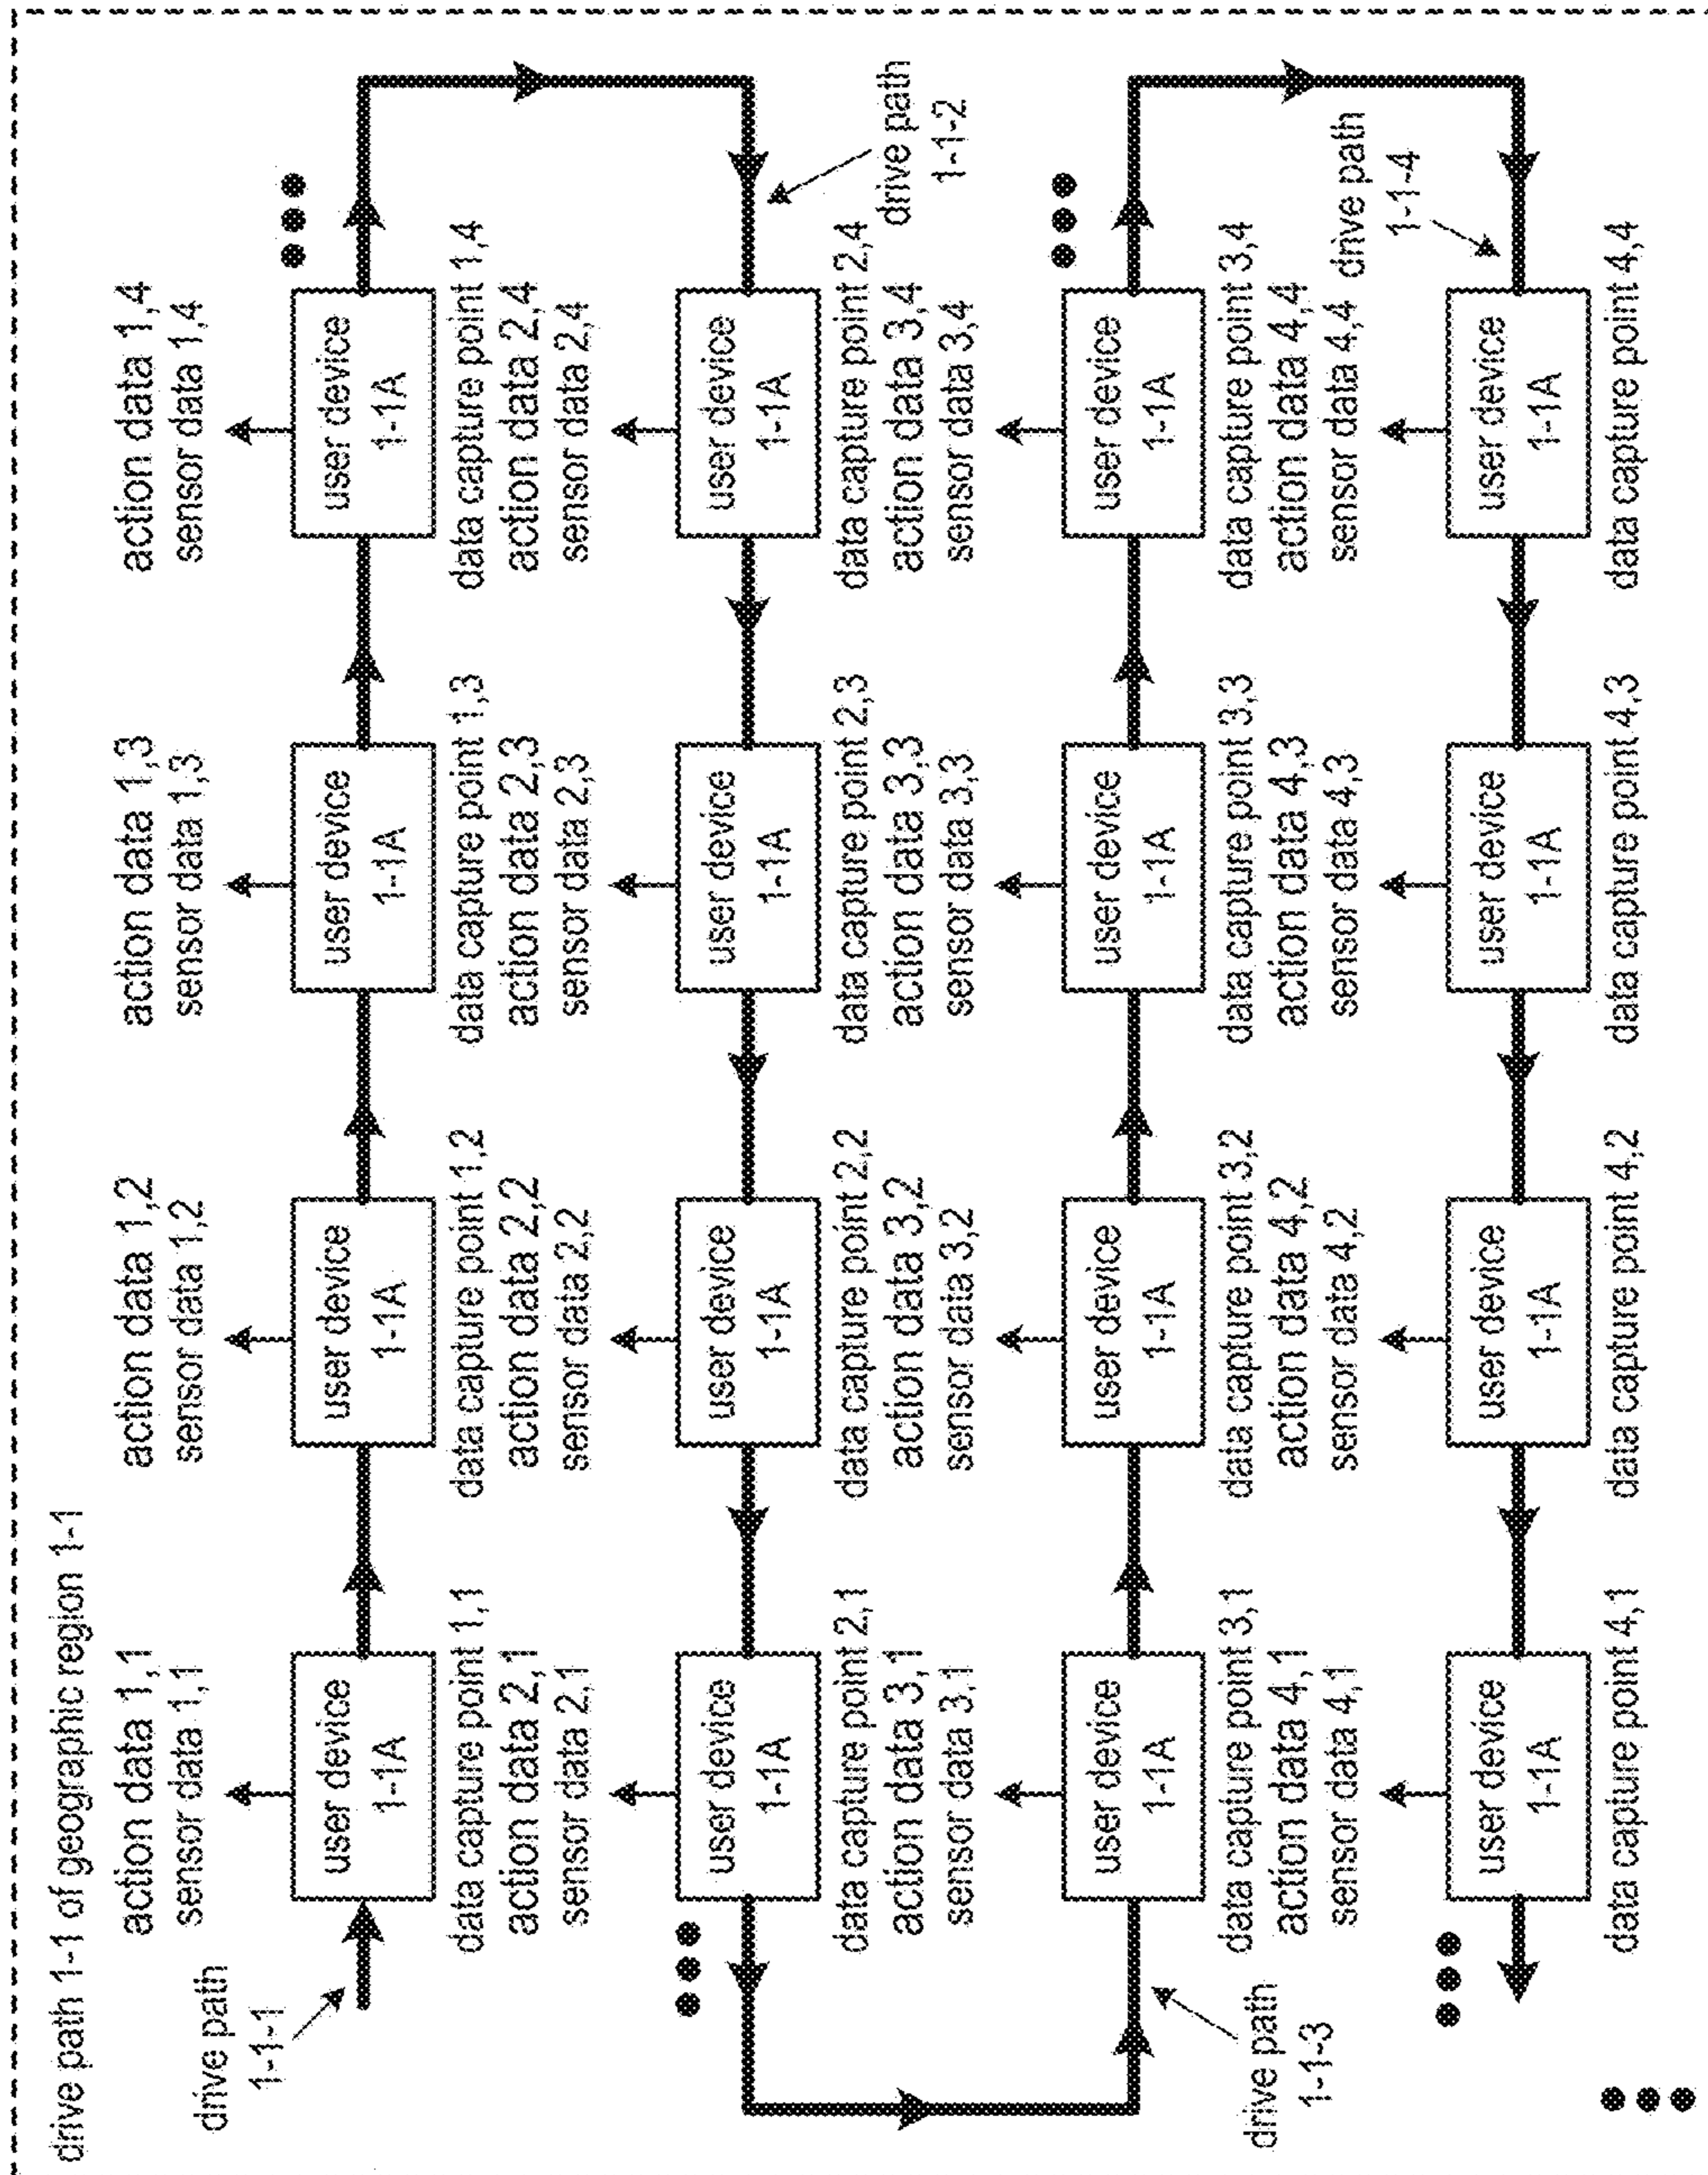 drive path 1-1 of geographic region 1-1
action data 1,1
sensor data 1,1
action data 1,2
sensor data 1,2
action data 1,3
sensor data 1,3
action data 1,4
sensor data 1,4
drive path
1-1-1
user device
1-1A
user device
1-1A
user device
1-1A
user device
1-1A
data capture point 1,1
data capture point 1,2
data capture point 1,3
data capture point 1,4
action data 2,1
sensor data 2,1
action data 2,2
sensor data 2,2
action data 2,3
sensor data 2,3
action data 2,4
sensor data 2,4
user device
1-1A
user device
1-1A
user device
1-1A
user device
1-1A
drive path
1-1-2
data capture point 2,1
data capture point 2,2
data capture point 2,3
data capture point 2,4
action data 3,1
sensor data 3,1
action data 3,2
sensor data 3,2
action data 3,3
sensor data 3,3
action data 3,4
sensor data 3,4
user device
1-1A
user device
1-1A
user device
1-1A
user device
1-1A
drive path
1-1-3
data capture point 3,1
data capture point 3,2
data capture point 3,3
data capture point 3,4
action data 4,1
sensor data 4,1
action data 4,2
sensor data 4,2
action data 4,3
sensor data 4,3
action data 4,4
sensor data 4,4
drive path
1-1-4
user device
1-1A
user device
1-1A
user device
1-1A
user device
1-1A
data capture point 4,1
data capture point 4,2
data capture point 4,3
data capture point 4,4